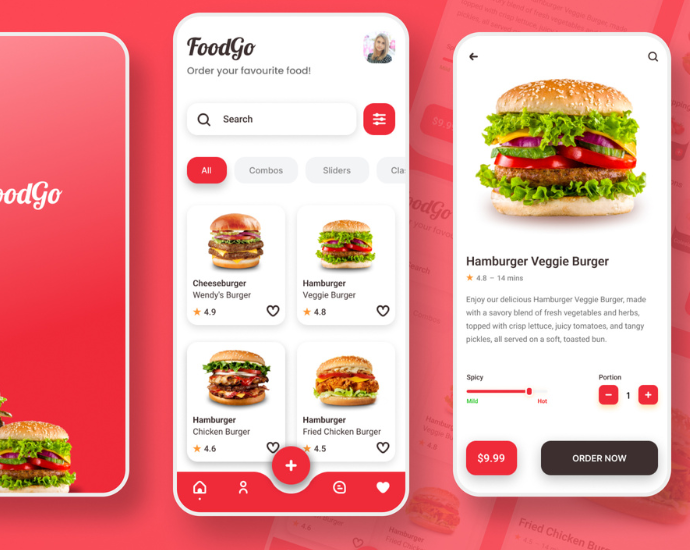 oodGo
FoodGo
Order your favourite food!
Search
All
Combos
Sliders
Cla
Cheeseburger
Wendy's Burger
4.9
Hamburger
Veggie Burger
4.8
Hamburger
Chicken Burger
4.6
Hamburger
Fried Chicken Burger
4.5
Hamburger Veggie Burger
4.8 – 14 mins
Enjoy our delicious Hamburger Veggie Burger, made
with a savory blend of fresh vegetables and herbs,
topped with crisp lettuce, juicy tomatoes, and tangy
pickles, all served on a soft, toasted bun.
Spicy
Mild
Hot
Portion
1
$9.99
ORDER NOW